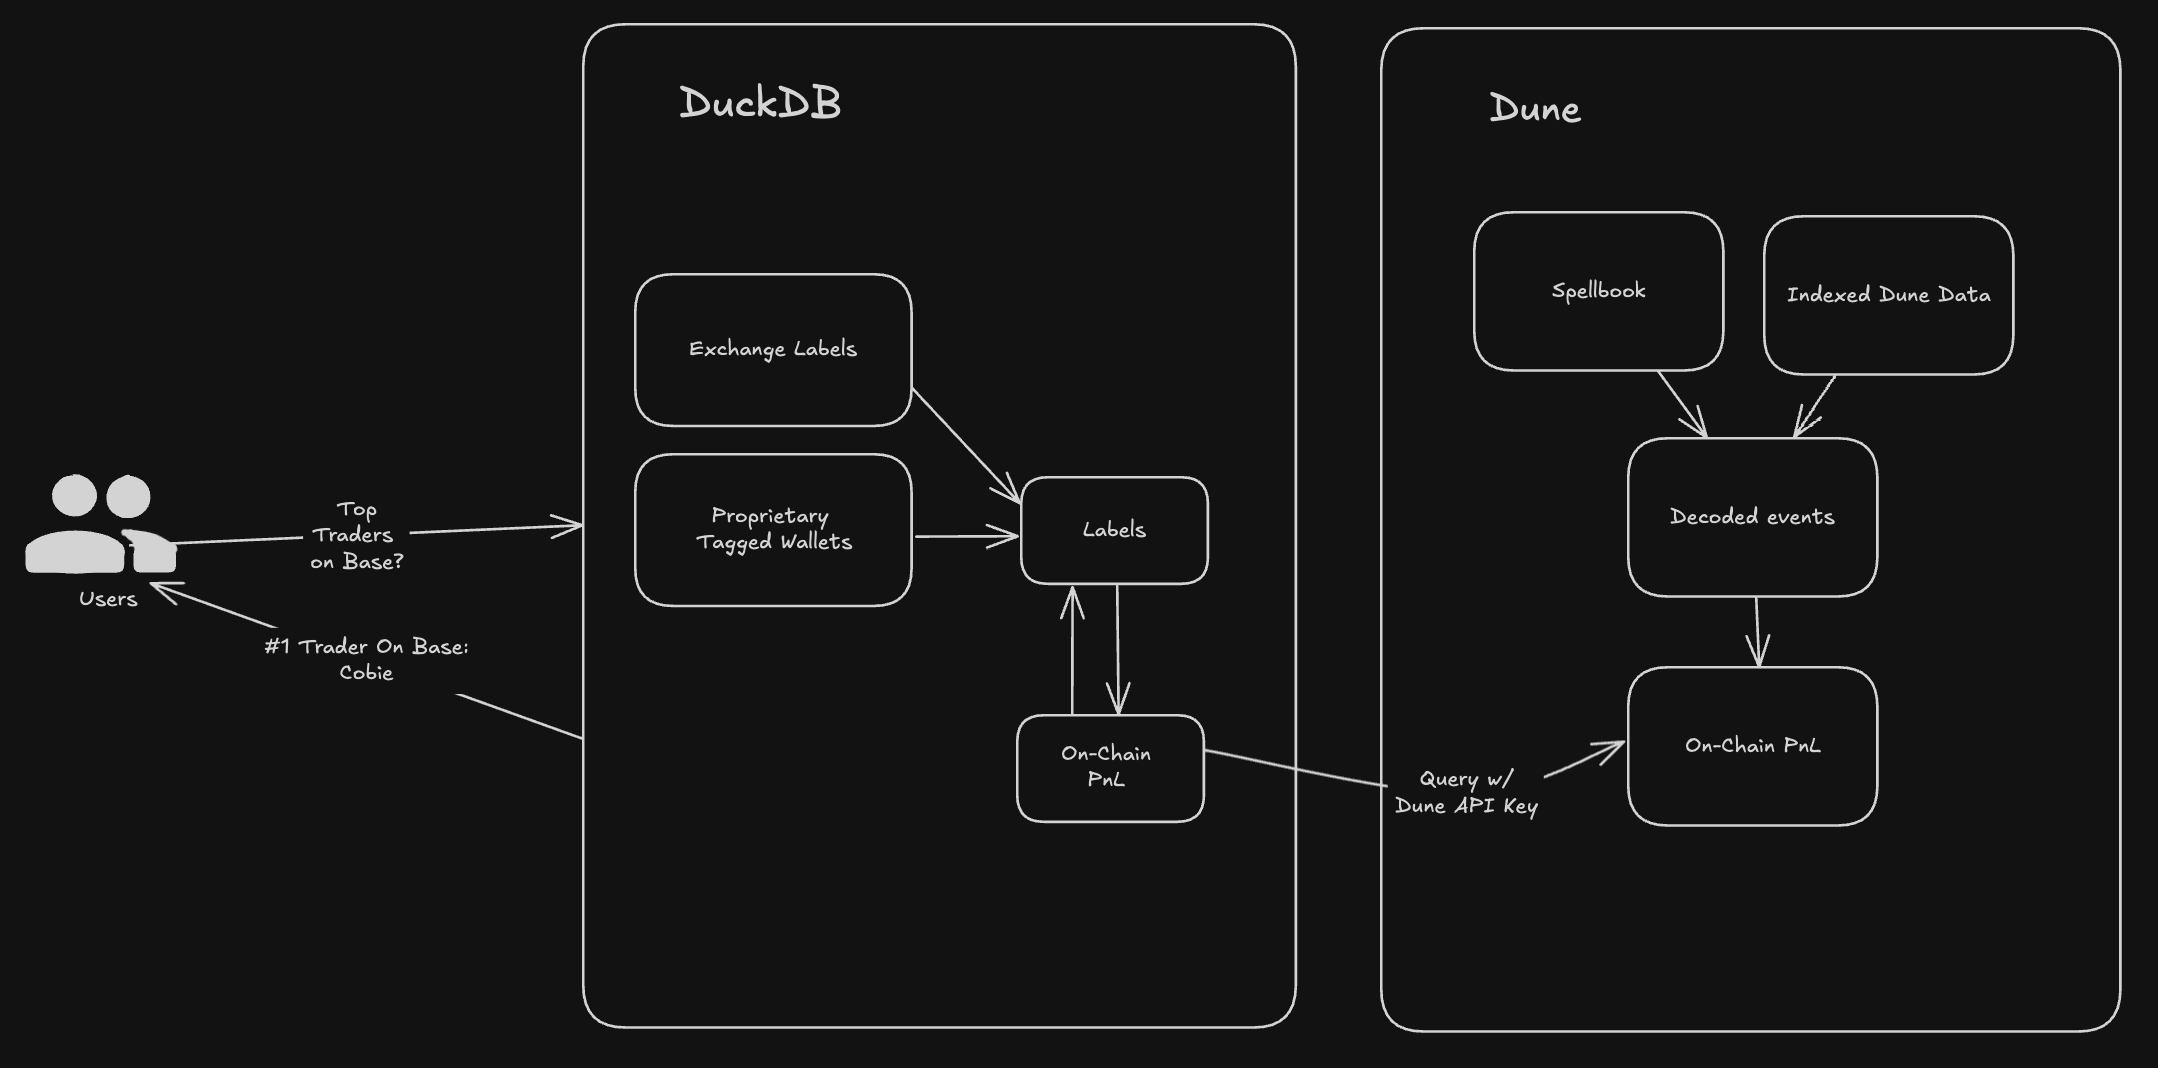 DuckDB
Dune
Spellbook
Indexed Dune Data
Exchange Labels
Proprietary
Tagged Wallets
Labels
Decoded events
Top
Traders
on Base?
Users
#1 Trader On Base:
Cobie
On-Chain
PnL
Query w/
Dune API Key
On-Chain PnL